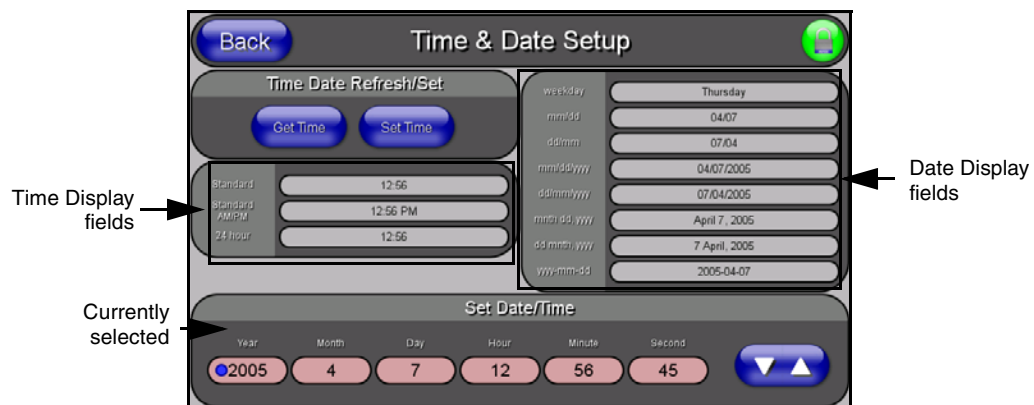 Back
Time & Date Setup
Time Date Refresh/Set
Get Time
Set Time
Standard 12:56
Standard AM/PM 12:56 PM
24 hour 12:56
weekday Thursday
mm/dd 04/07
dd/mm 07/04
mm/dd/yyyy 04/07/2005
dd/mm/yyyy 07/04/2005
mnth dd, yyyy April 7, 2005
dd mnth, yyyy 7 April, 2005
yyyy-mm-dd 2005-04-07
Time Display
fields
Date Display
fields
Currently
selected
Set Date/Time
Year Month Day Hour Minute Second
2005 4 7 12 56 45